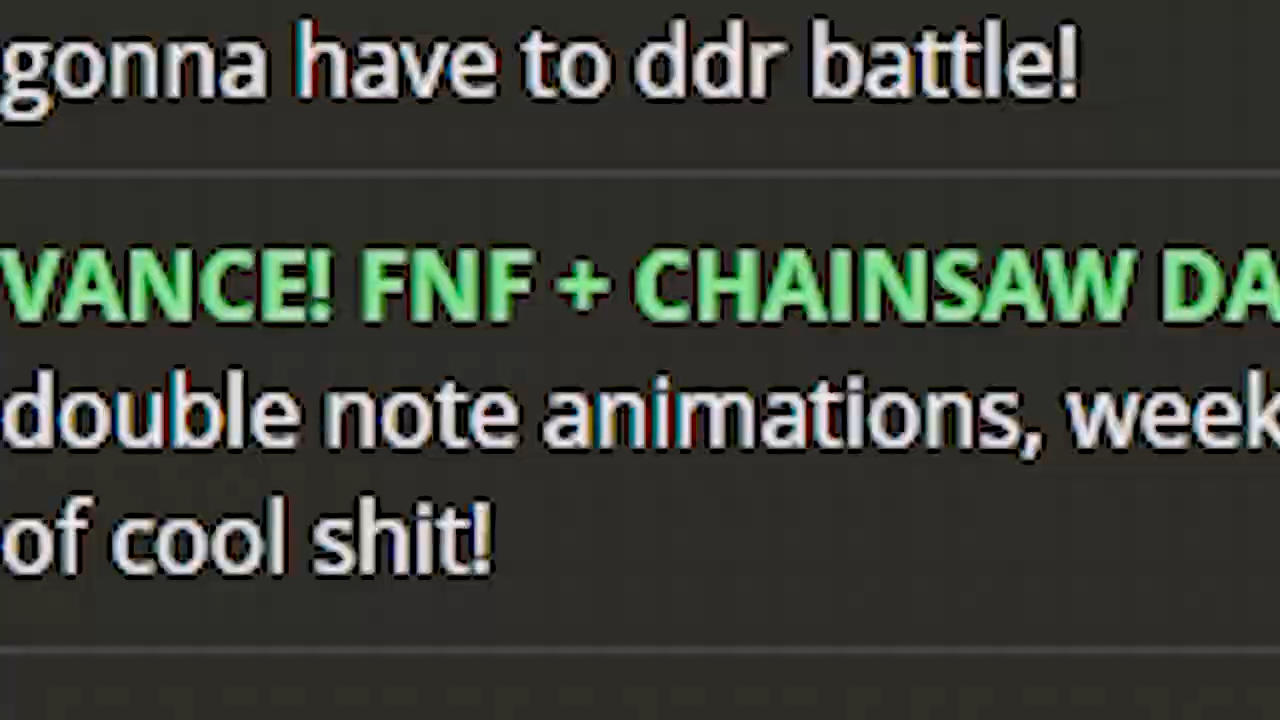 gonna have to ddr battle!
VANCE! FNF + CHAINSAW DA
double note animations, week
of cool shit!